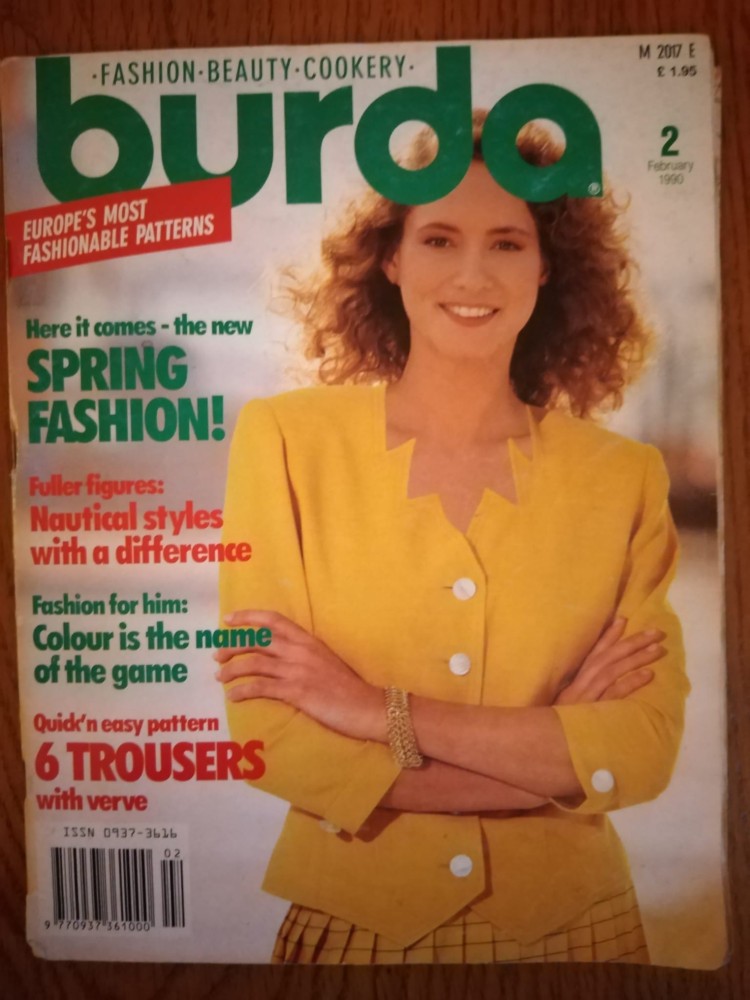 ·FASHION·BEAUTY·COOKERY·
burda®
M 2017 E
£ 1.95
2
February
1990
EUROPE'S MOST
FASHIONABLE PATTERNS
Here it comes - the new
SPRING
FASHION!
Fuller figures:
Nautical styles
with a difference
Fashion for him:
Colour is the name
of the game
Quick'n easy pattern
6 TROUSERS
with verve
ISSN 0937-3616
02
9 770937 361000